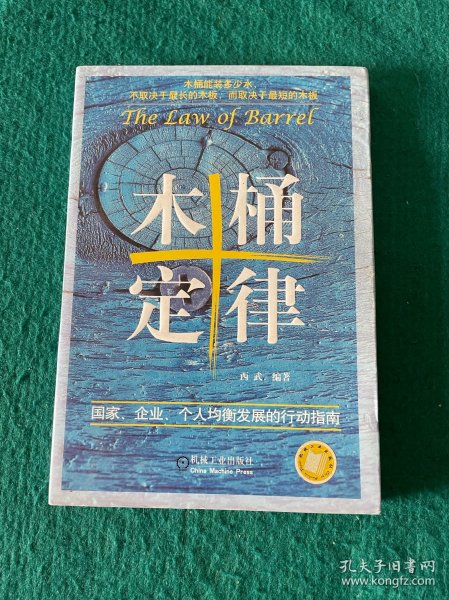 木桶能装多少水，
不取决于最长的木板，而取决于最短的木板
The Law of Barrel
木桶
定律
西武 编著
国家、企业、个人均衡发展的行动指南
机械工业出版社
China Machine Press
孔夫子旧书网
www.kongfz.com